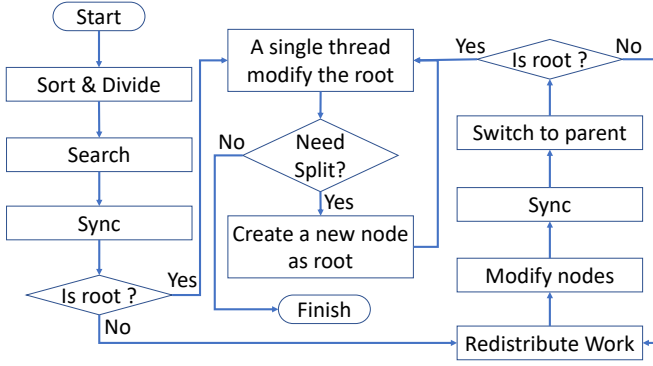 Start
Sort & Divide
Search
Sync
Is root ?
Yes
No
A single thread
modify the root
No
Need
Split?
Yes
Create a new node
as root
Finish
Yes
Is root ?
No
Switch to parent
Sync
Modify nodes
Redistribute Work